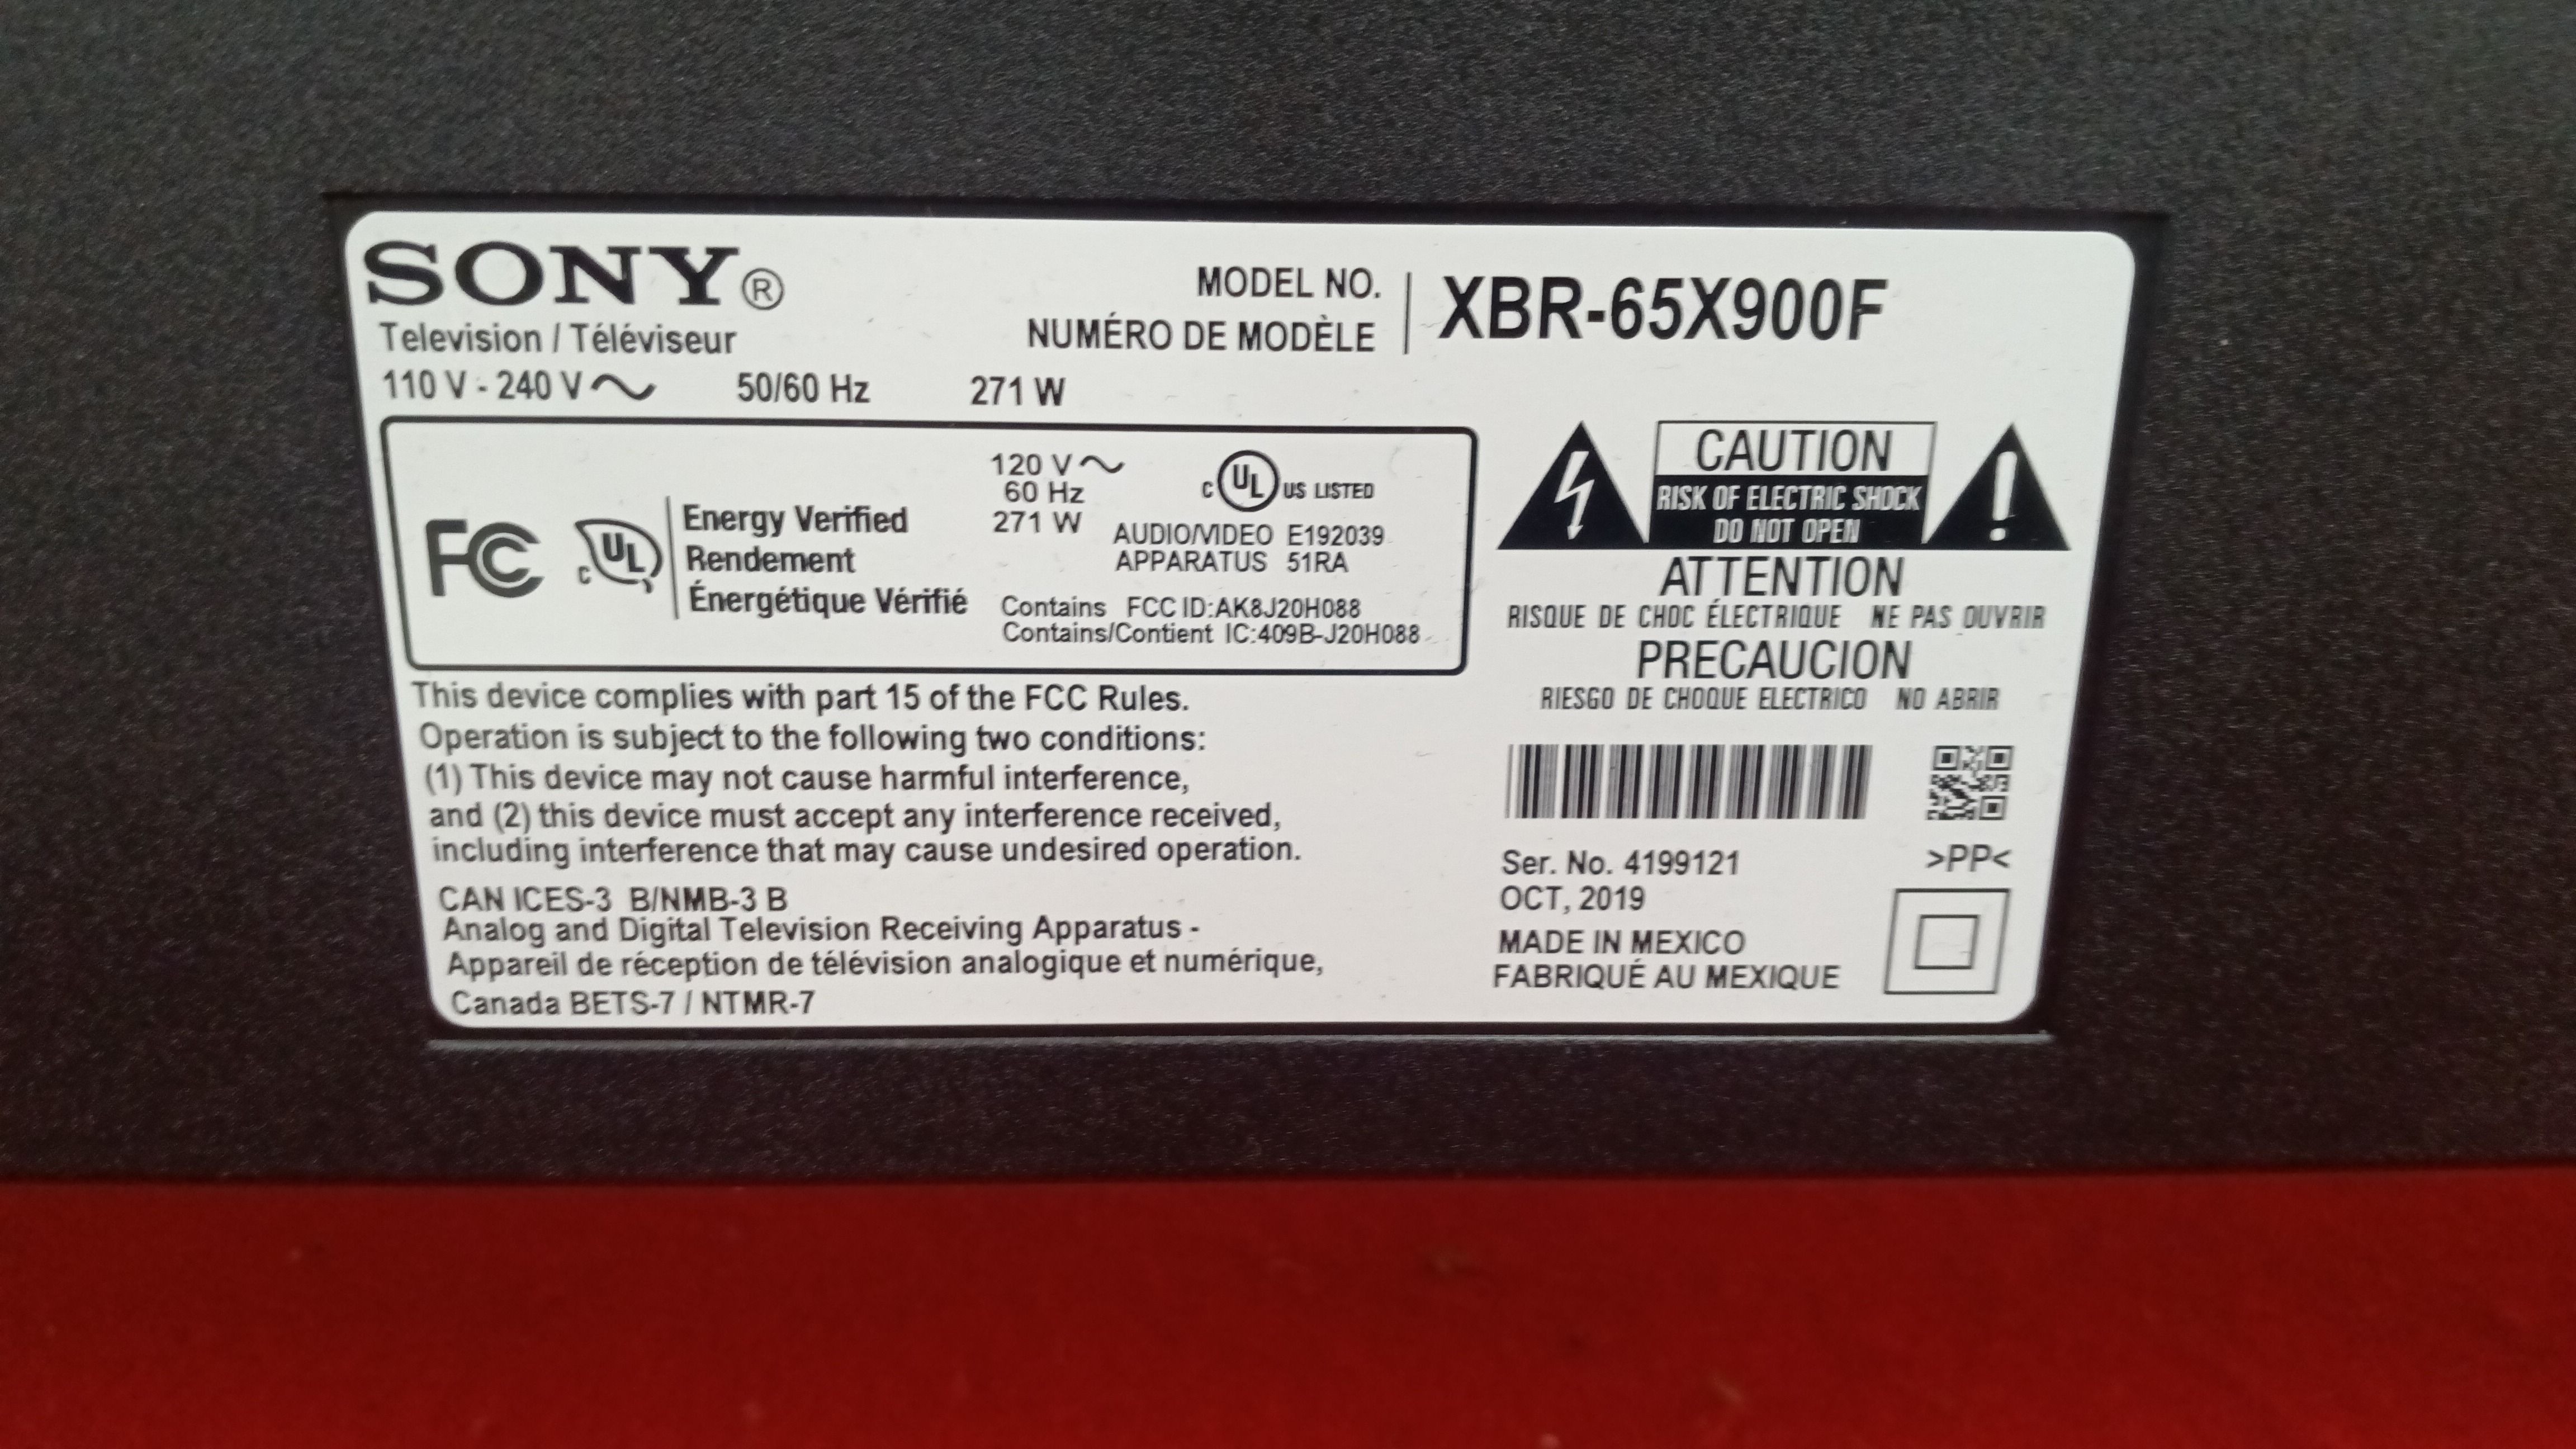 SONY®
Television / Téléviseur
110 V - 240 V 50/60 Hz 271 W
MODEL NO.
NUMÉRO DE MODÈLE
XBR-65X900F
FC
c UL
Energy Verified
Rendement
Énergétique Vérifié
120 V
60 Hz
271 W
c UL US LISTED
AUDIO/VIDEO E192039
APPARATUS 51RA
Contains FCC ID:AK8J20H088
Contains/Contient IC:409B-J20H088
This device complies with part 15 of the FCC Rules.
Operation is subject to the following two conditions:
(1) This device may not cause harmful interference,
and (2) this device must accept any interference received,
including interference that may cause undesired operation.
CAN ICES-3 B/NMB-3 B
Analog and Digital Television Receiving Apparatus -
Appareil de réception de télévision analogique et numérique,
Canada BETS-7 / NTMR-7
CAUTION
RISK OF ELECTRIC SHOCK
DO NOT OPEN
ATTENTION
RISQUE DE CHOC ÉLECTRIQUE NE PAS OUVRIR
PRECAUCION
RIESGO DE CHOQUE ELECTRICO NO ABRIR
Ser. No. 4199121
>PP<
OCT, 2019
MADE IN MEXICO
FABRIQUÉ AU MEXIQUE